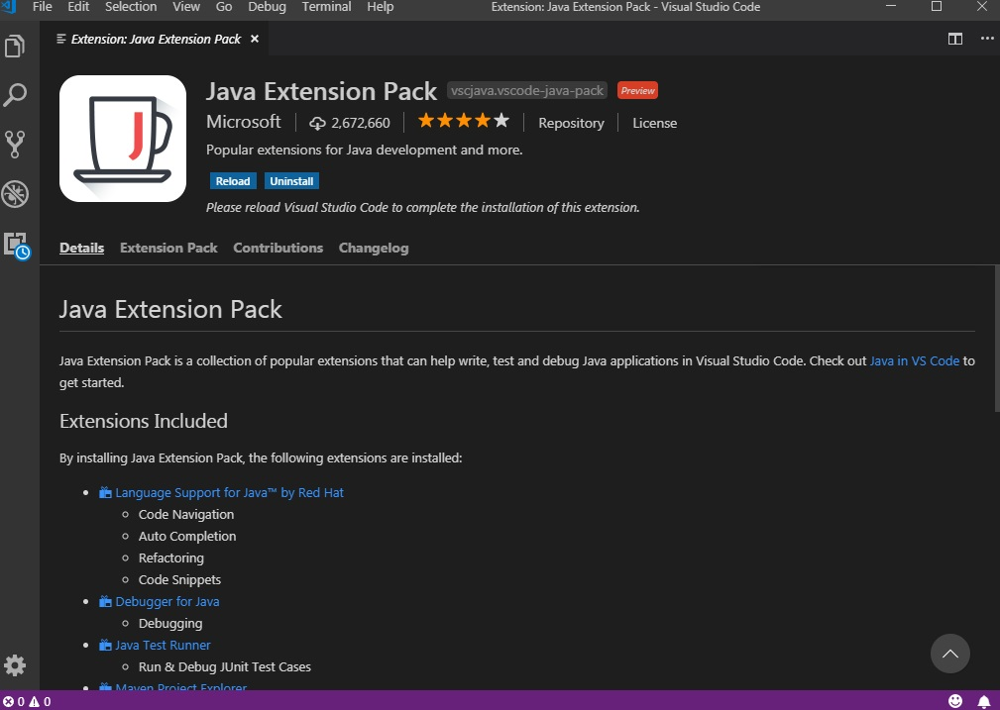 File Edit Selection View Go Debug Terminal Help Extension: Java Extension Pack - Visual Studio Code
Extension: Java Extension Pack
Java Extension Pack vscjava.vscode-java-pack Preview
Microsoft 2,672,660 Repository License
Popular extensions for Java development and more.
Reload Uninstall
Please reload Visual Studio Code to complete the installation of this extension.
Details Extension Pack Contributions Changelog
Java Extension Pack
Java Extension Pack is a collection of popular extensions that can help write, test and debug Java applications in Visual Studio Code. Check out Java in VS Code to
get started.
Extensions Included
By installing Java Extension Pack, the following extensions are installed:
Language Support for Java™ by Red Hat
Code Navigation
Auto Completion
Refactoring
Code Snippets
Debugger for Java
Debugging
Java Test Runner
Run & Debug JUnit Test Cases
Maven Project Explorer
0 0